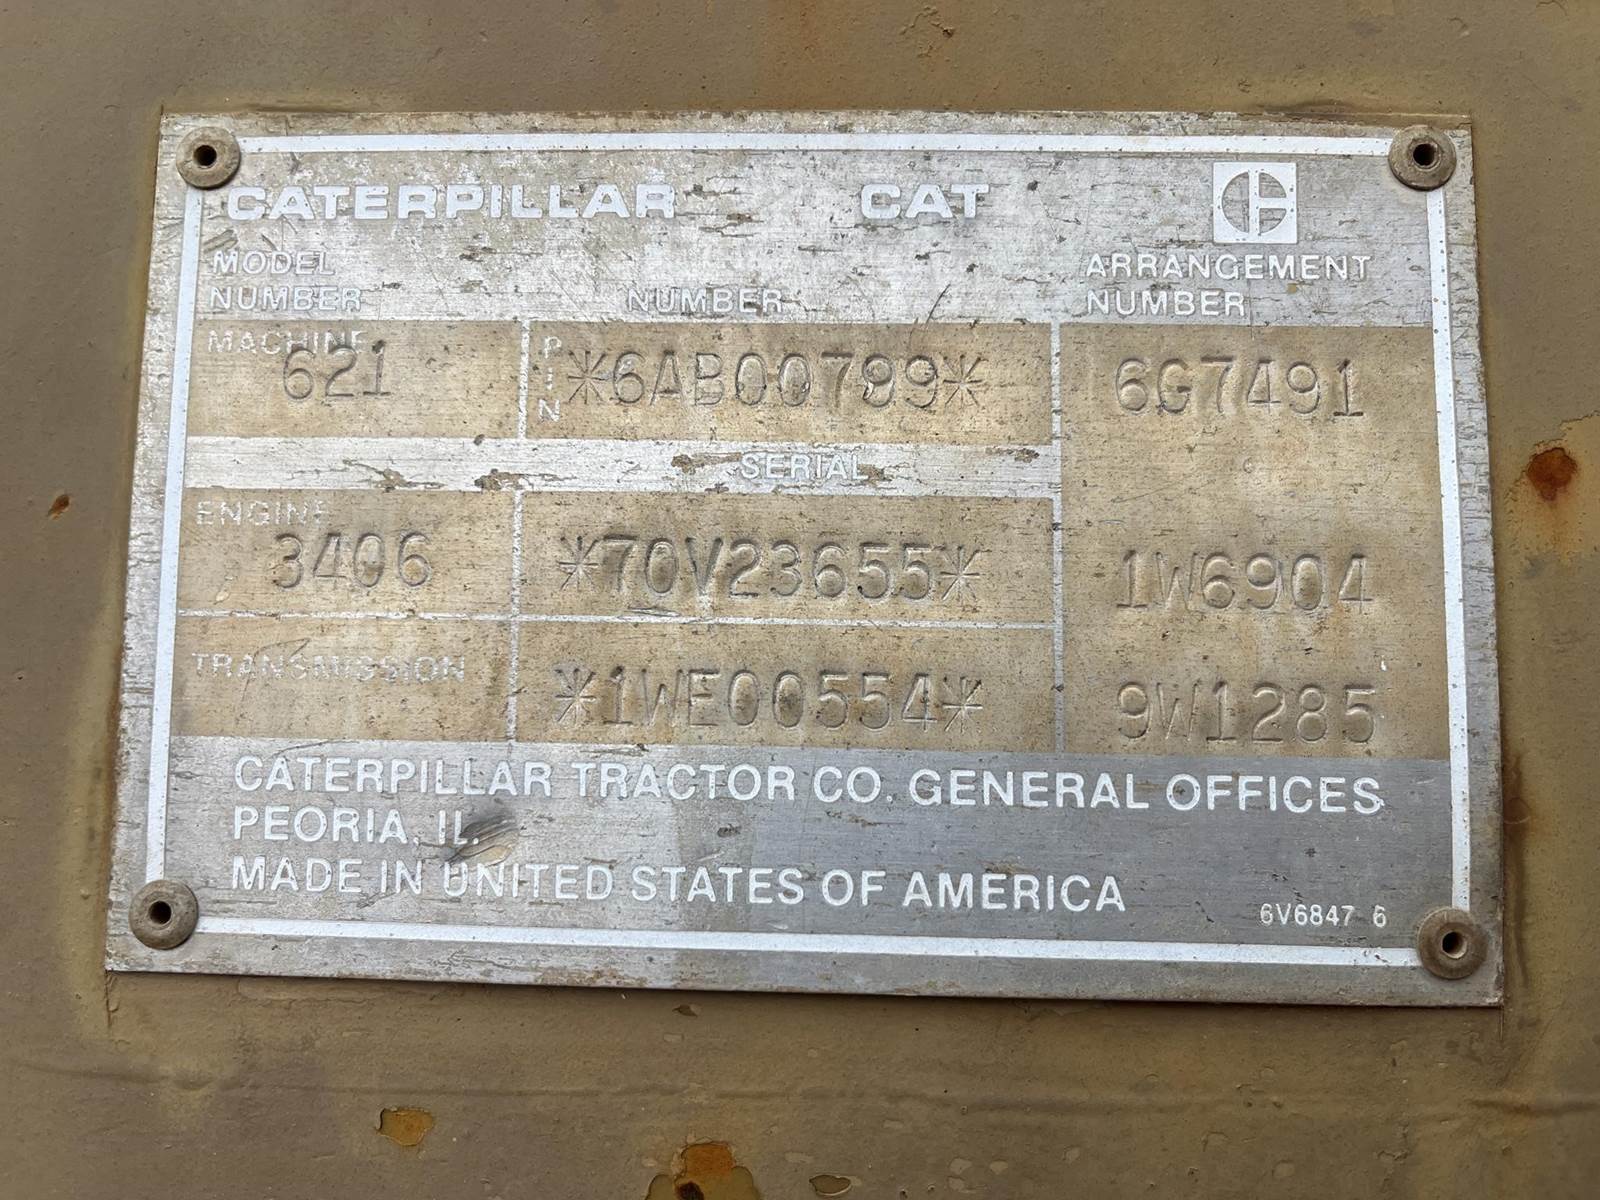 CATERPILLAR CAT
MODEL NUMBER NUMBER ARRANGEMENT NUMBER
MACHINE 621 PIN *6AB00799* 6G7491
SERIAL
ENGINE 3406 *70V23655* 1W6904
TRANSMISSION *1WE00554* 9W1285
CATERPILLAR TRACTOR CO. GENERAL OFFICES
PEORIA, IL.
MADE IN UNITED STATES OF AMERICA
6V6847 6